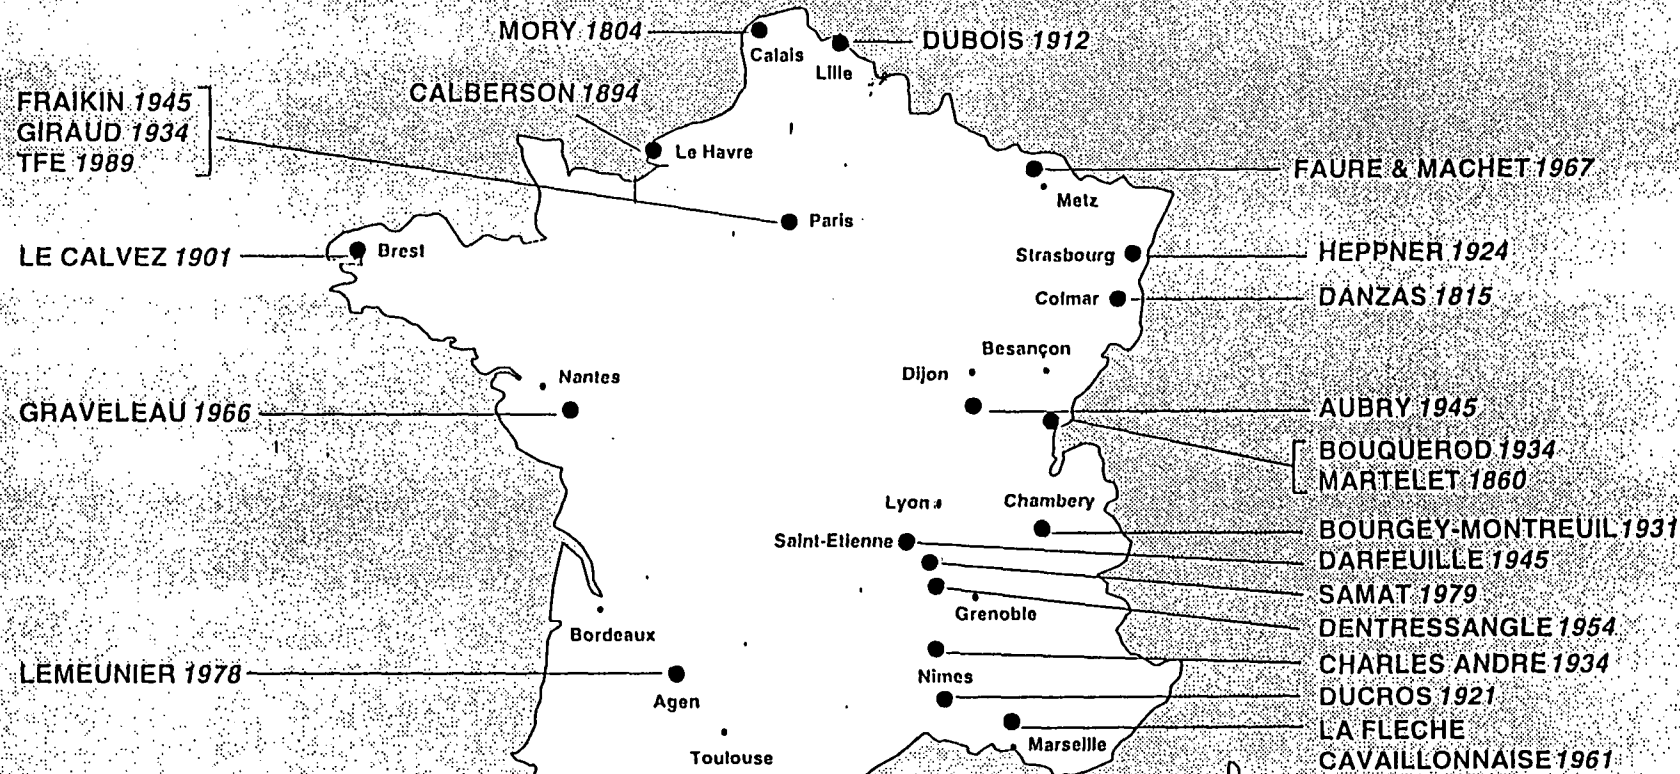 MORY 1804
Calais
DUBOIS 1912
Lille
CALBERSON 1894
Le Havre
FRAIKIN 1945
GIRAUD 1934
TFE 1989
Paris
FAURE & MACHET 1967
Metz
LE CALVEZ 1901
Brest
Strasbourg
HEPPNER 1924
Colmar
DANZAS 1815
Besançon
Dijon
Nantes
GRAVELEAU 1966
AUBRY 1945
BOUQUEROD 1934
MARTELET 1860
Lyon
Chambery
BOURGEY-MONTREUIL 1931
Saint-Etienne
DARFEUILLE 1945
SAMAT 1979
Grenoble
DENTRESSANGLE 1954
Bordeaux
CHARLES ANDRE 1934
LEMEUNIER 1978
Agen
Nimes
DUCROS 1921
LA FLECHE
CAVAILLONNAISE 1961
Marseille
Toulouse